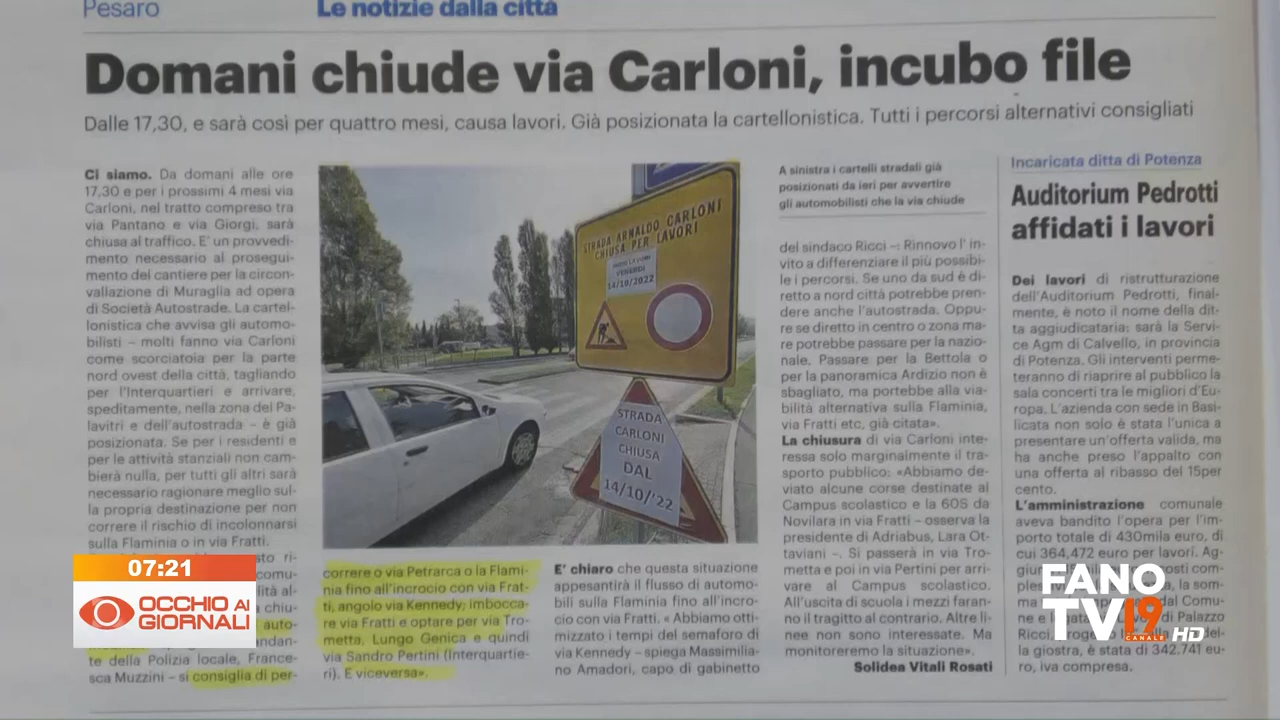 Pesaro
Le notizie dalla città
Domani chiude via Carloni, incubo file
Dalle 17,30, e sarà così per quattro mesi, causa lavori. Già posizionata la cartellonistica. Tutti i percorsi alternativi consigliati
Ci siamo. Da domani alle ore
17,30 e per i prossimi 4 mesi via
Carloni, nel tratto compreso tra
via Pantano e via Giorgi, sarà
chiusa al traffico. E' un provvedi-
mento necessario al prosegui-
mento del cantiere per la circon-
vallazione di Muraglia ad opera
di Società Autostrade. La cartel-
lonistica che avvisa gli automo-
bilisti – molti fanno via Carloni
come scorciatoia per la parte
nord ovest della città, tagliando
per l'Interquartieri e arrivare,
speditamente, nella zona del Pa-
lavitri e dell'autostrada – è già
posizionata. Se per i residenti e
per le attività stanziali non cam-
bierà nulla, per tutti gli altri sarà
necessario ragionare meglio sul-
la propria destinazione per non
correre il rischio di incolonnarsi
sulla Flaminia o in via Fratti.
sto ri-
comu-
lità al-
chiu-
auto-
ndan-
te della Polizia locale, France-
sca Muzzini – si consiglia di per-
STRADA ARNALDO CARLONI
CHIUSA PER LAVORI
VENERDI
14/10/2022
STRADA
CARLONI
CHIUSA
DAL
14/10/'22
correre o via Petrarca o la Flami-
nia fino all'incrocio con via Frat-
ti, angolo via Kennedy; imbocca-
re via Fratti e optare per via Tro-
metta, Lungo Genica e quindi
via Sandro Pertini (Interquartie-
ri). E viceversa».
E' chiaro che questa situazione
appesantirà il flusso di automo-
bili sulla Flaminia fino all'incro-
cio con via Fratti. « Abbiamo otti-
mizzato i tempi del semaforo di
via Kennedy – spiega Massimilia-
no Amadori, capo di gabinetto
A sinistra i cartelli stradali già
posizionati da ieri per avvertire
gli automobilisti che la via chiude
del sindaco Ricci –: Rinnovo l' in-
vito a differenziare il più possibi-
le i percorsi. Se uno da sud è di-
retto a nord città potrebbe pren-
dere anche l'autostrada. Oppu-
re se diretto in centro o zona ma-
re potrebbe passare per la nazio-
nale. Passare per la Bettola o
per la panoramica Ardizio non è
sbagliato, ma portebbe alla via-
bilità alternativa sulla Flaminia,
via Fratti etc, già citata».
La chiusura di via Carloni inte-
ressa solo marginalmente il tra-
sporto pubblico: «Abbiamo de-
viato alcune corse destinate al
Campus scolastico e la 60S da
Novilara in via Fratti – osserva la
presidente di Adriabus, Lara Ot-
taviani –. Si passerà in via Tro-
metta e poi in via Pertini per arri-
vare al Campus scolastico.
All'uscita di scuola i mezzi faran-
no il tragitto al contrario. Altre li-
nee non sono interessate. Ma
monitoreremo la situazione».
Solidea Vitali Rosati
Incaricata ditta di Potenza
Auditorium Pedrotti
affidati i lavori
Dei lavori di ristrutturazione
dell'Auditorium Pedrotti, final-
mente, è noto il nome della dit-
ta aggiudicataria: sarà la Servi-
ce Agm di Calvello, in provincia
di Potenza. Gli interventi perme-
teranno di riaprire al pubblico la
sala concerti tra le migliori d'Eu-
ropa. L'azienda con sede in Basi-
licata non solo è stata l'unica a
presentare un'offerta valida, ma
ha anche preso l'appalto con
una offerta al ribasso del 15per
cento.
L'amministrazione comunale
aveva bandito l'opera per l'im-
porto totale di 430mila euro, di
cui 364,472 euro per lavori. Ag-
la som-
dal Comu-
di Palazzo
Ricci
del-
la giostra, è stata di 342.741 eu-
ro, iva compresa.
07:21
OCCHIO AI
GIORNALI
FANO
TV19
CANALE
HD